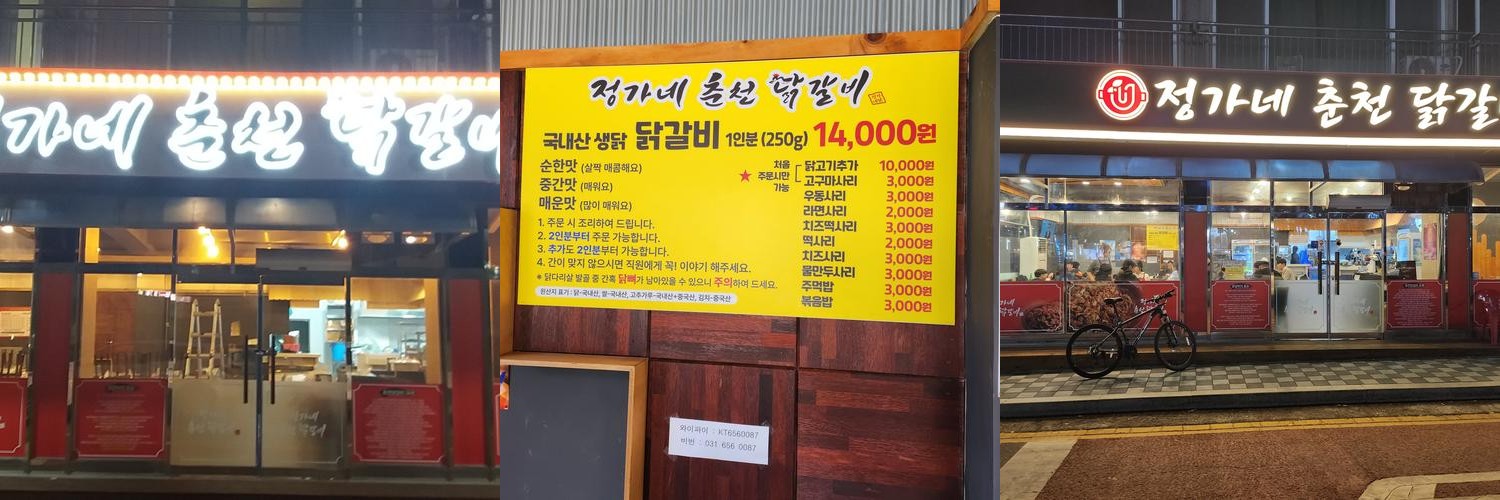 가네 춘천 닭갈비
정가네 춘천 닭갈비
국내산 생닭 닭갈비 1인분 (250g) 14,000원
순한맛 (살짝 매콤해요)
중간맛 (매워요)
매운맛 (많이 매워요)
1. 주문 시 조리하여 드립니다.
2. 2인분부터 주문 가능합니다.
3. 추가도 2인분부터 가능합니다.
4. 간이 맞지 않으시면 직원에게 꼭! 이야기 해주세요.
* 닭다리살 발골 중 간혹 닭뼈가 남아있을 수 있으니 주의하여 드세요.
원산지 표기 : 닭-국내산, 쌀-국내산, 고추가루-국내산+중국산, 김치-중국산
★ 처음 주문시만 가능
닭고기추가 10,000원
고구마사리 3,000원
우동사리 3,000원
라면사리 2,000원
치즈떡사리 3,000원
떡사리 2,000원
치즈사리 3,000원
물만두사리 3,000원
주먹밥 3,000원
볶음밥 3,000원
와이파이 : KT6560087
비번 : 031 656 0087
정가네 춘천 닭갈